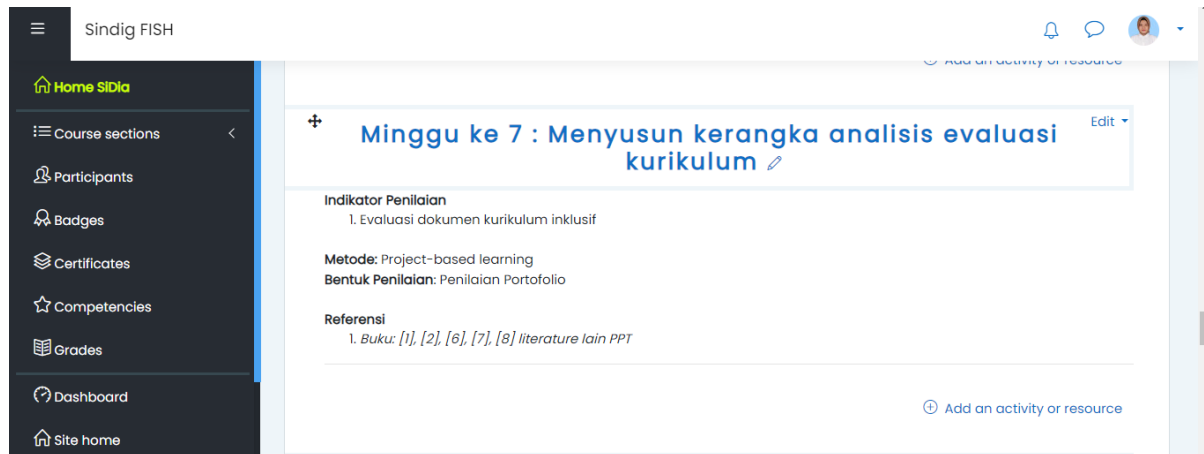 Sindig FISH
Home SiDia
Course sections
Participants
Badges
Certificates
Competencies
Grades
Dashboard
Site home
Add an activity or resource
Minggu ke 7 : Menyusun kerangka analisis evaluasi
kurikulum
Edit
Indikator Penilaian
1. Evaluasi dokumen kurikulum inklusif
Metode: Project-based learning
Bentuk Penilaian: Penilaian Portofolio
Referensi
1. Buku: [1], [2], [6], [7], [8] literature lain PPT
Add an activity or resource